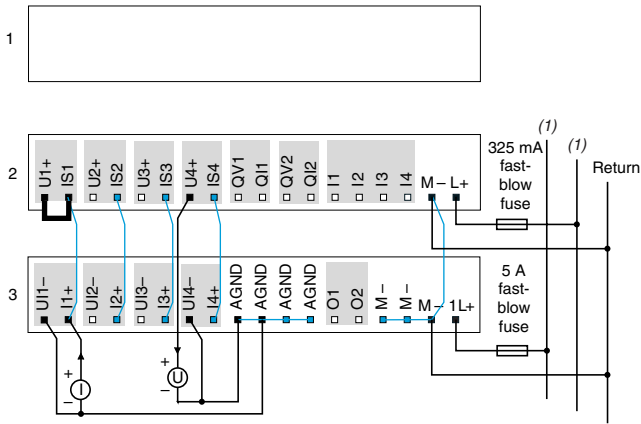 1
(1)
(1)
2
U1+ IS1 U2+ IS2 U3+ IS3 U4+ IS4 QV1 QI1 QV2 QI2 I1 I2 I3 I4 M– L+
325 mA
fast-
blow
fuse
Return
3
UI1– I1+ UI2– I2+ UI3– I3+ UI4– I4+ AGND AGND AGND AGND O1 O2 M– M– M– 1L+
5 A
fast-
blow
fuse
+
I
–
+
U
–